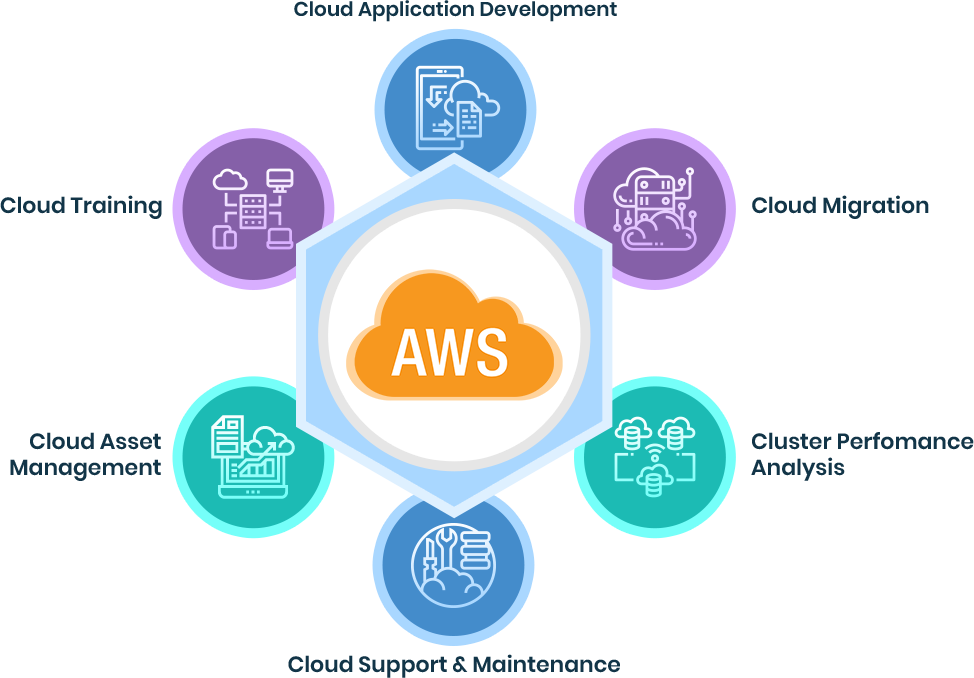 Cloud Application Development
Cloud Training
Cloud Migration
AWS
Cloud Asset
Management
Cluster Perfomance
Analysis
Cloud Support & Maintenance